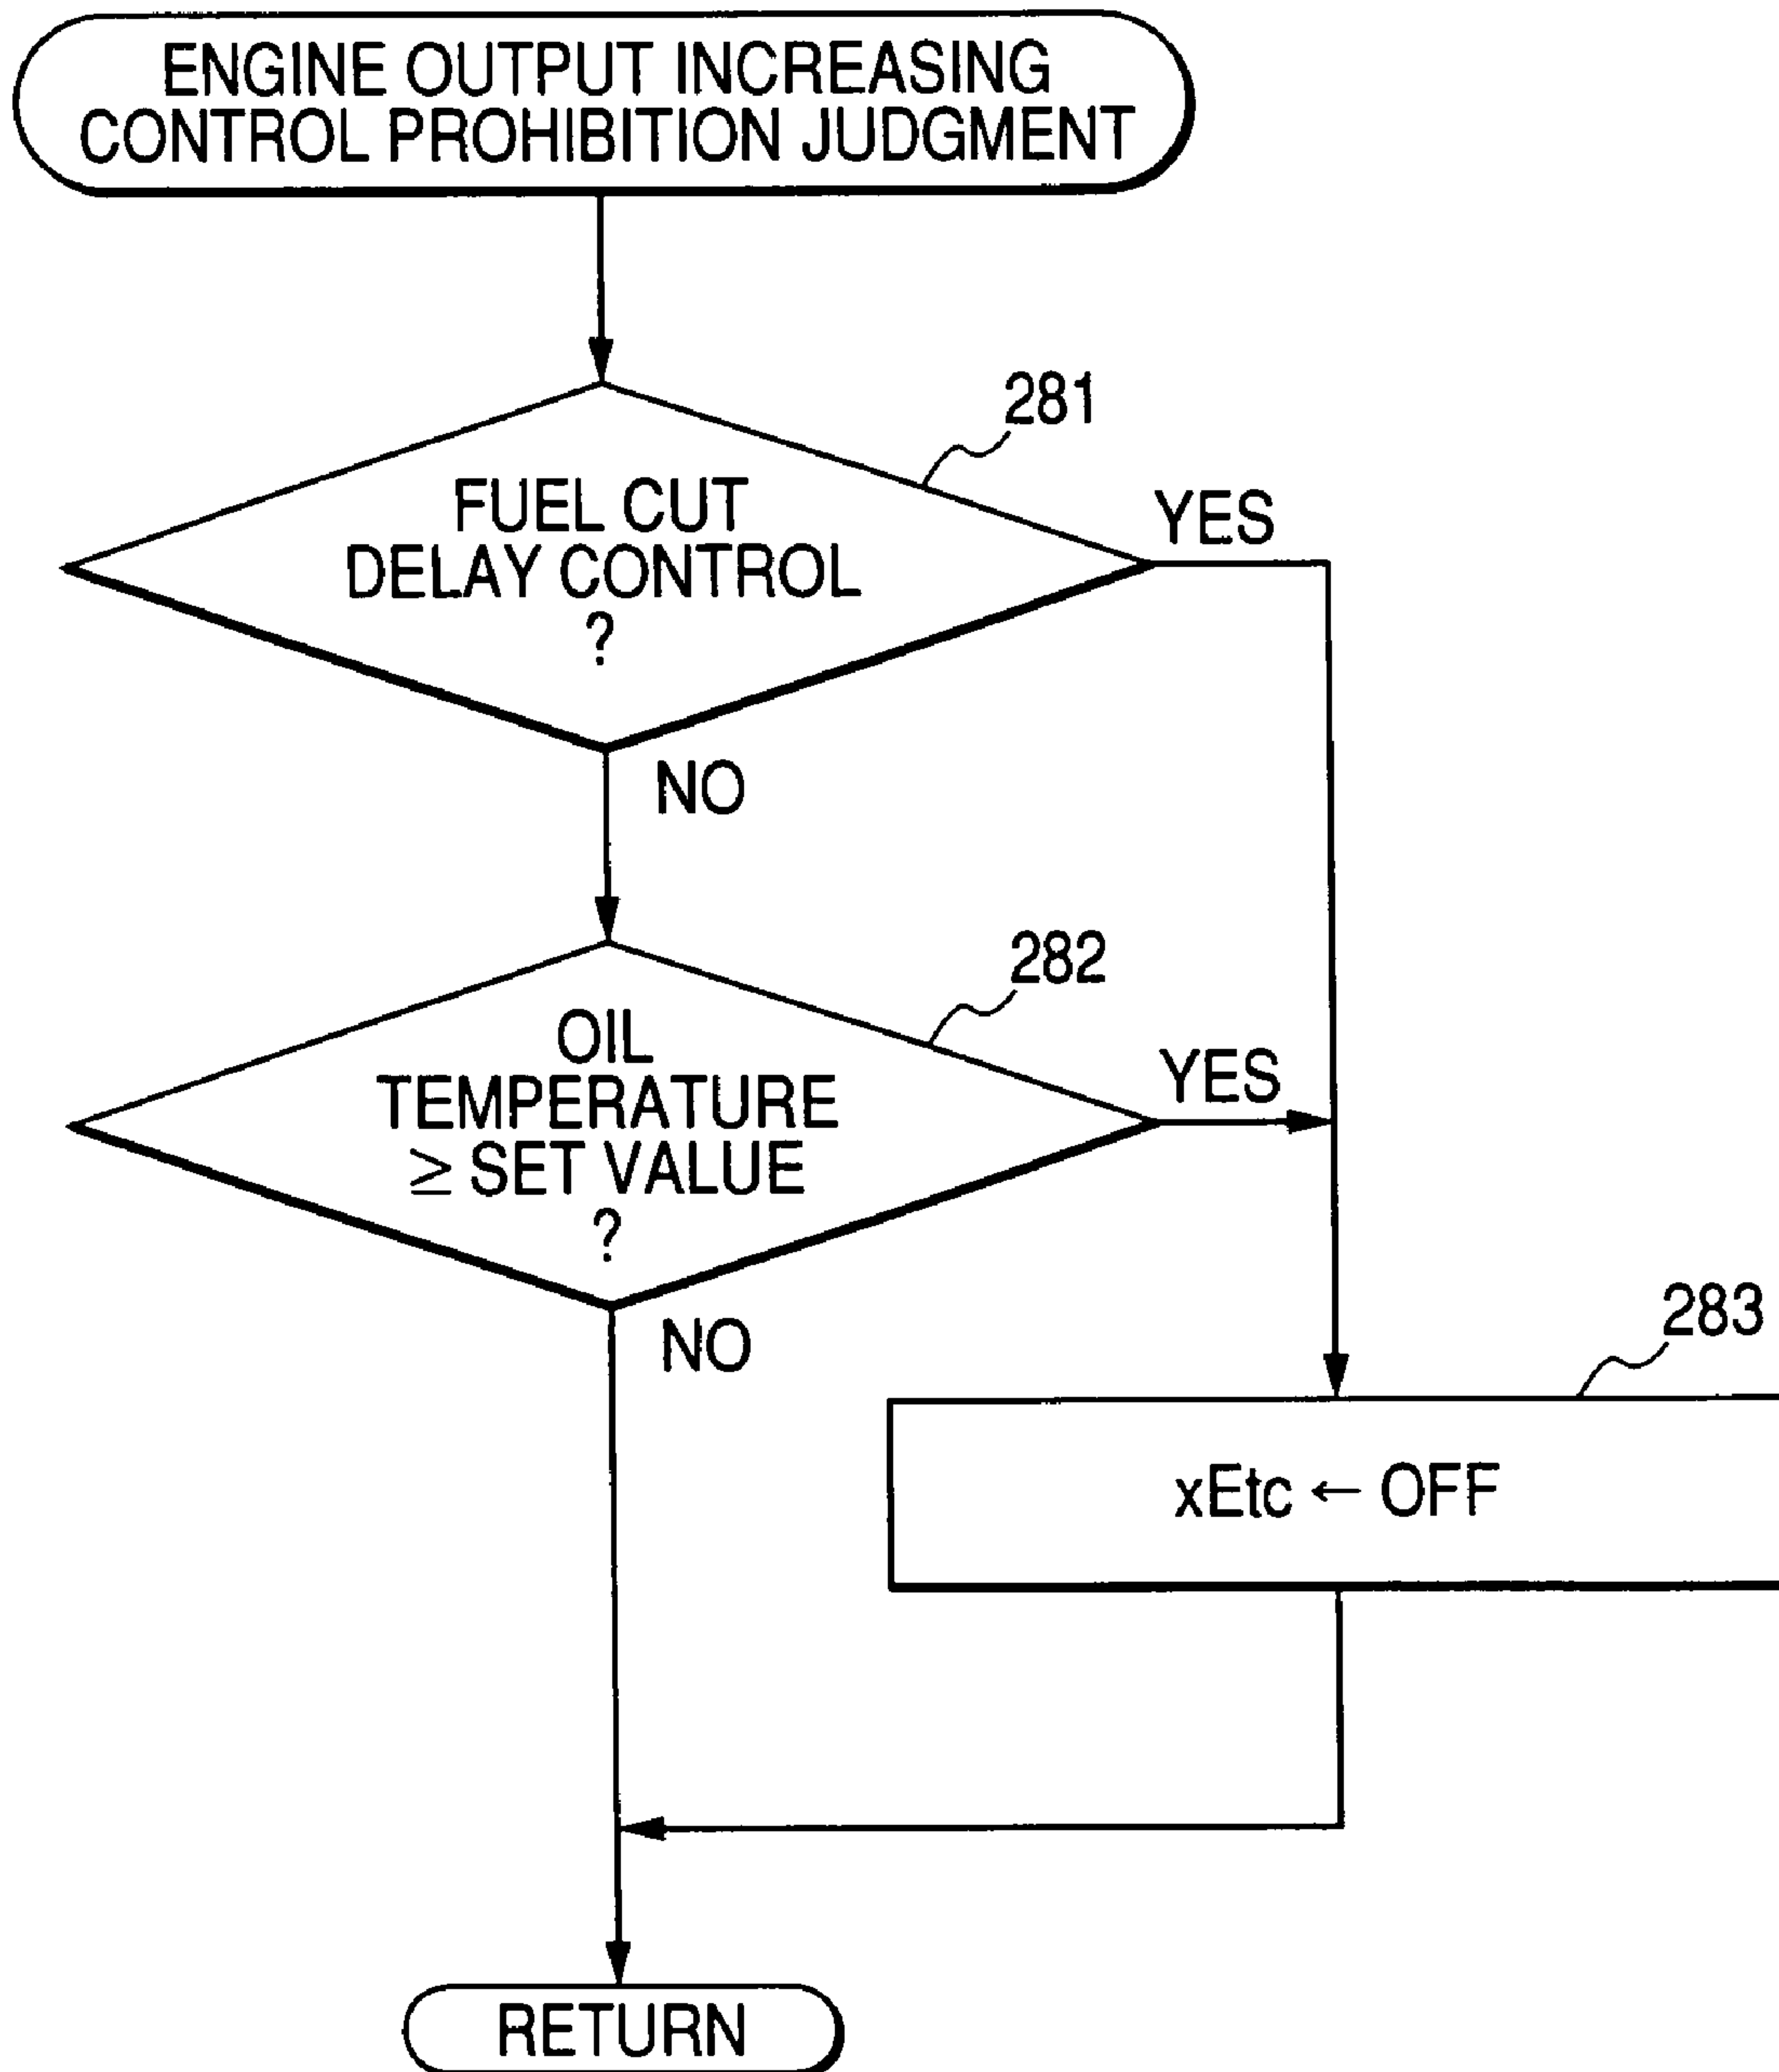 ENGINE OUTPUT INCREASING
CONTROL PROHIBITION JUDGMENT
281
FUEL CUT
DELAY CONTROL
?
YES
NO
282
OIL
TEMPERATURE
≥ SET VALUE
?
YES
NO
283
xEtc ← OFF
RETURN